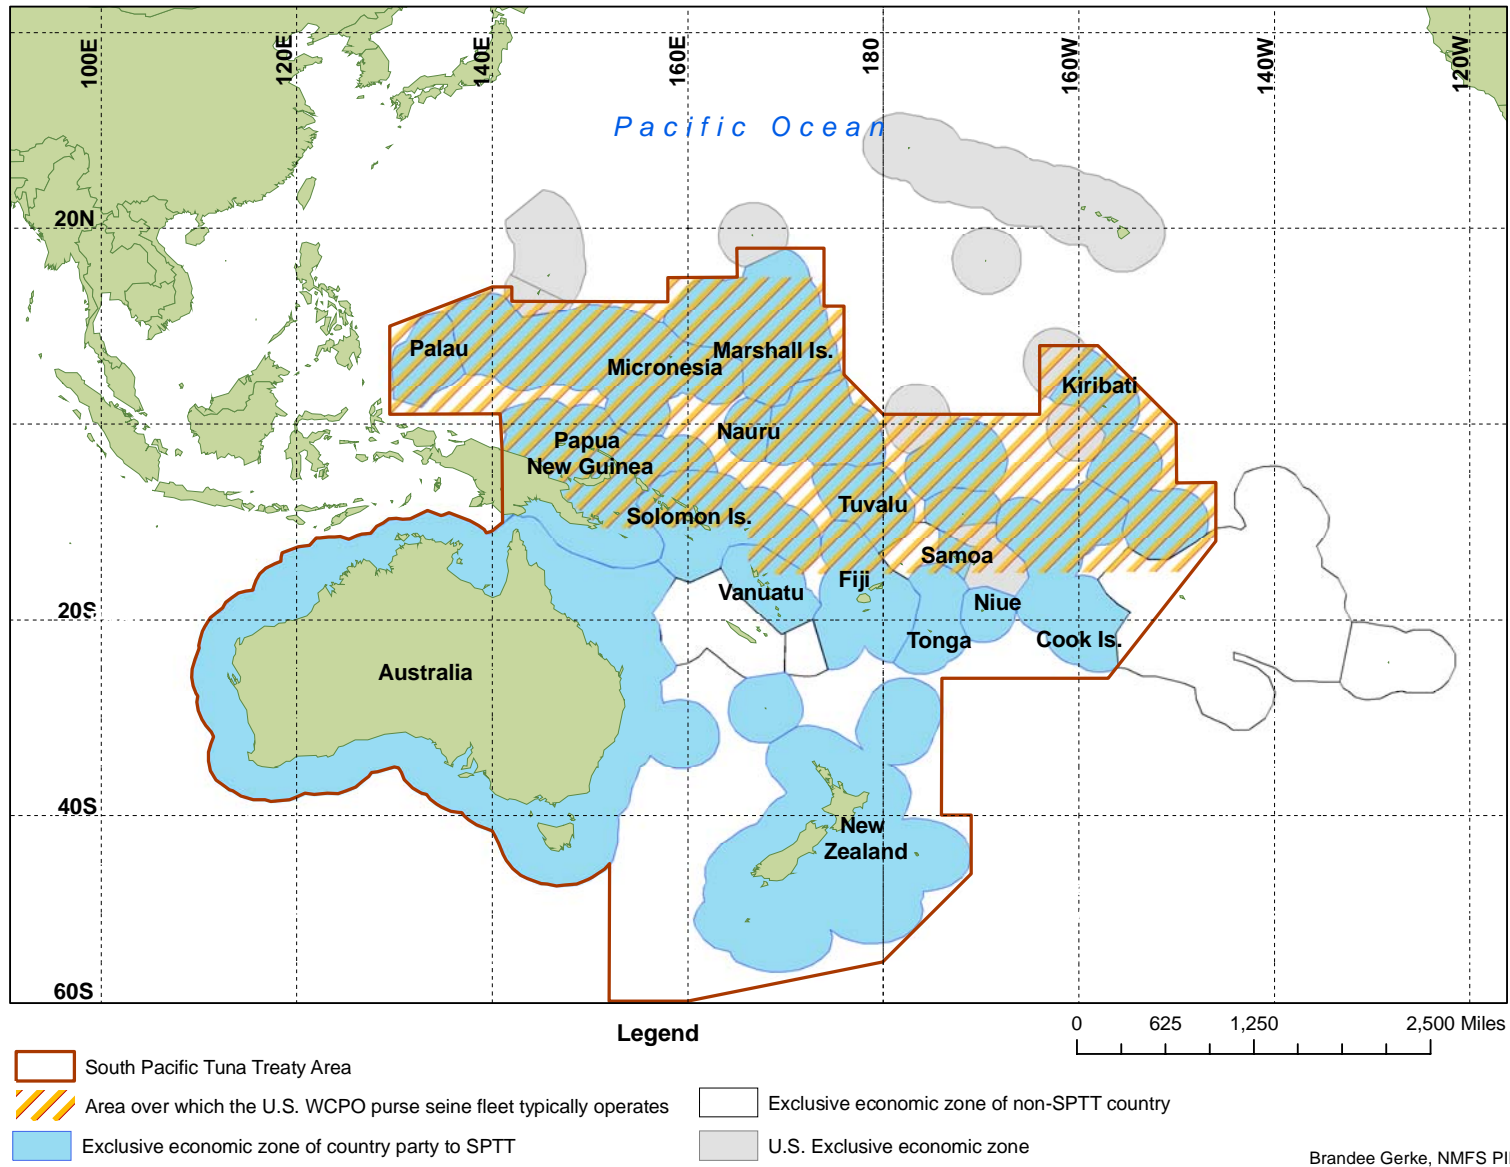 100E
120E
140E
160E
180
160W
140W
120W
Pacific Ocean
20N
Palau
Micronesia
Marshall Is.
Kiribati
Nauru
Papua
New Guinea
Solomon Is.
Tuvalu
Samoa
Vanuatu
Fiji
Niue
20S
Tonga
Cook Is.
Australia
40S
New
Zealand
60S
Legend
0 625 1,250 2,500 Miles
South Pacific Tuna Treaty Area
Area over which the U.S. WCPO purse seine fleet typically operates
Exclusive economic zone of non-SPTT country
Exclusive economic zone of country party to SPTT
U.S. Exclusive economic zone
Brandee Gerke, NMFS